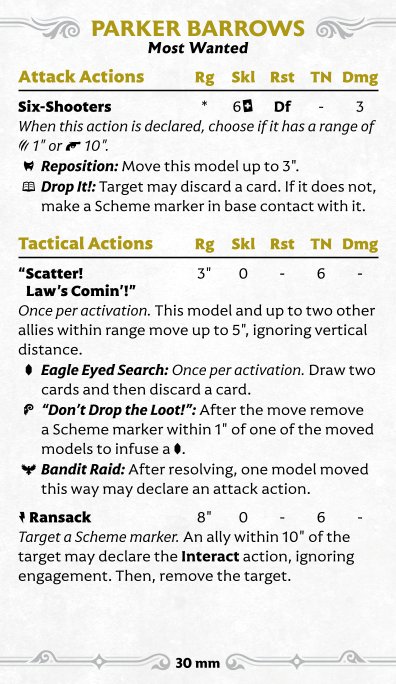 PARKER BARROWS
Most Wanted
Attack Actions Rg Skl Rst TN Dmg
Six-Shooters * 6 Df - 3
When this action is declared, choose if it has a range of
1" or 10".
Reposition: Move this model up to 3".
Drop It!: Target may discard a card. If it does not,
make a Scheme marker in base contact with it.
Tactical Actions Rg Skl Rst TN Dmg
“Scatter! 3" 0 - 6 -
Law’s Comin’!”
Once per activation. This model and up to two other
allies within range move up to 5", ignoring vertical
distance.
Eagle Eyed Search: Once per activation. Draw two
cards and then discard a card.
“Don’t Drop the Loot!”: After the move remove
a Scheme marker within 1" of one of the moved
models to infuse a .
Bandit Raid: After resolving, one model moved
this way may declare an attack action.
Ransack 8" 0 - 6 -
Target a Scheme marker. An ally within 10" of the
target may declare the Interact action, ignoring
engagement. Then, remove the target.
30 mm